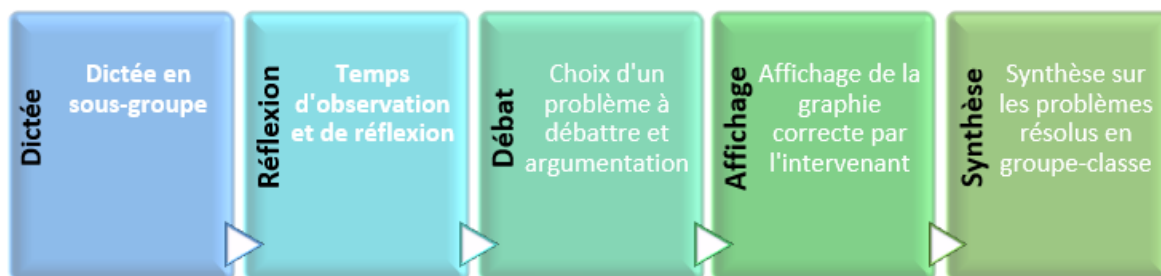 Dictée
Dictée en
sous-groupe
Réflexion
Temps
d'observation
et de réflexion
Débat
Choix d'un
problème à
débattre et
argumentation
Affichage
Affichage de la
graphie
correcte par
l'intervenant
Synthèse
Synthèse sur
les problèmes
résolus en
groupe-classe